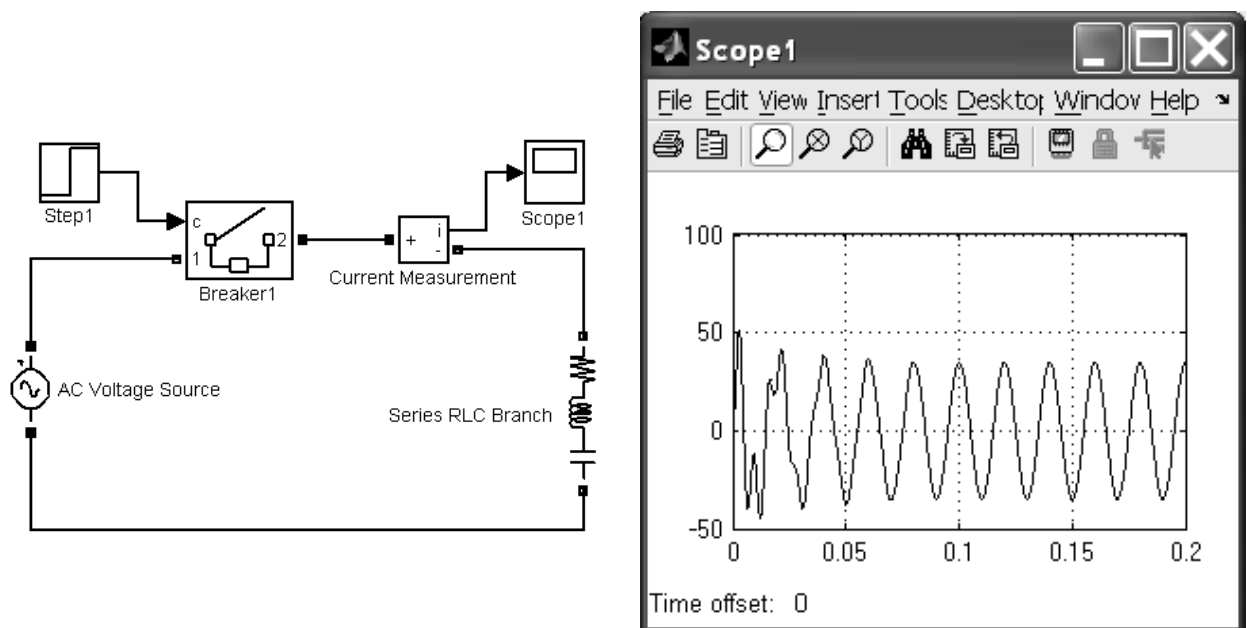 Step1
c
1
2
Breaker1
+
i
-
Current Measurement
Scope1
AC Voltage Source
Series RLC Branch
Scope1
File Edit View Insert Tools Desktop Window Help
100
50
0
-50
0 0.05 0.1 0.15 0.2
Time offset: 0